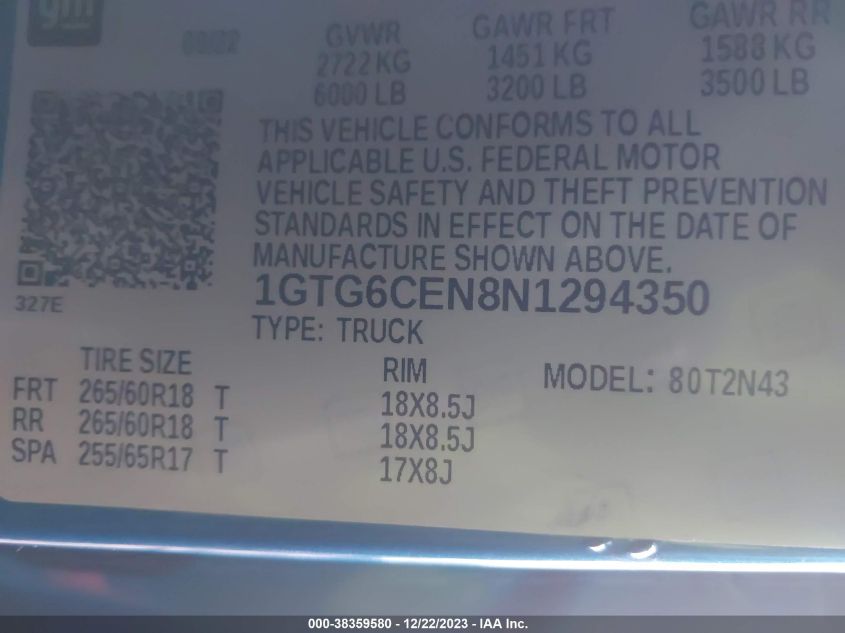 gm
GVWR GAWR FRT GAWR RR
2722 KG 1451 KG 1588 KG
6000 LB 3200 LB 3500 LB
THIS VEHICLE CONFORMS TO ALL
APPLICABLE U.S. FEDERAL MOTOR
VEHICLE SAFETY AND THEFT PREVENTION
STANDARDS IN EFFECT ON THE DATE OF
MANUFACTURE SHOWN ABOVE.
327E 1GTG6CEN8N1294350
TYPE: TRUCK
TIRE SIZE RIM MODEL: 80T2N43
FRT 265/60R18 T 18X8.5J
RR 265/60R18 T 18X8.5J
SPA 255/65R17 T 17X8J
000-38359580 - 12/22/2023 - IAA Inc.